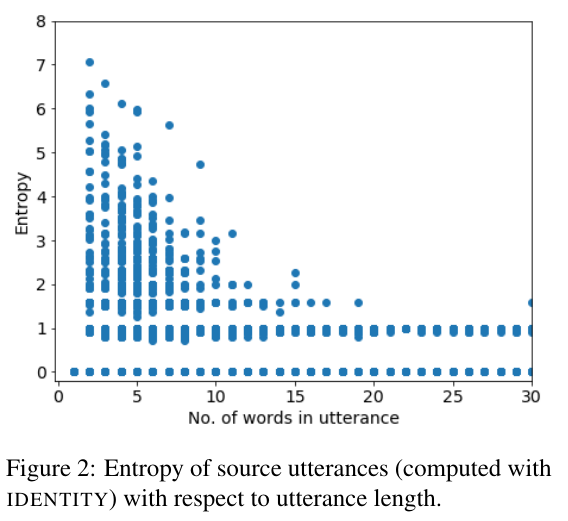 8
7
6
5
4
3
2
1
0
Entropy
0 5 10 15 20 25 30
No. of words in utterance
Figure 2: Entropy of source utterances (computed with
IDENTITY) with respect to utterance length.